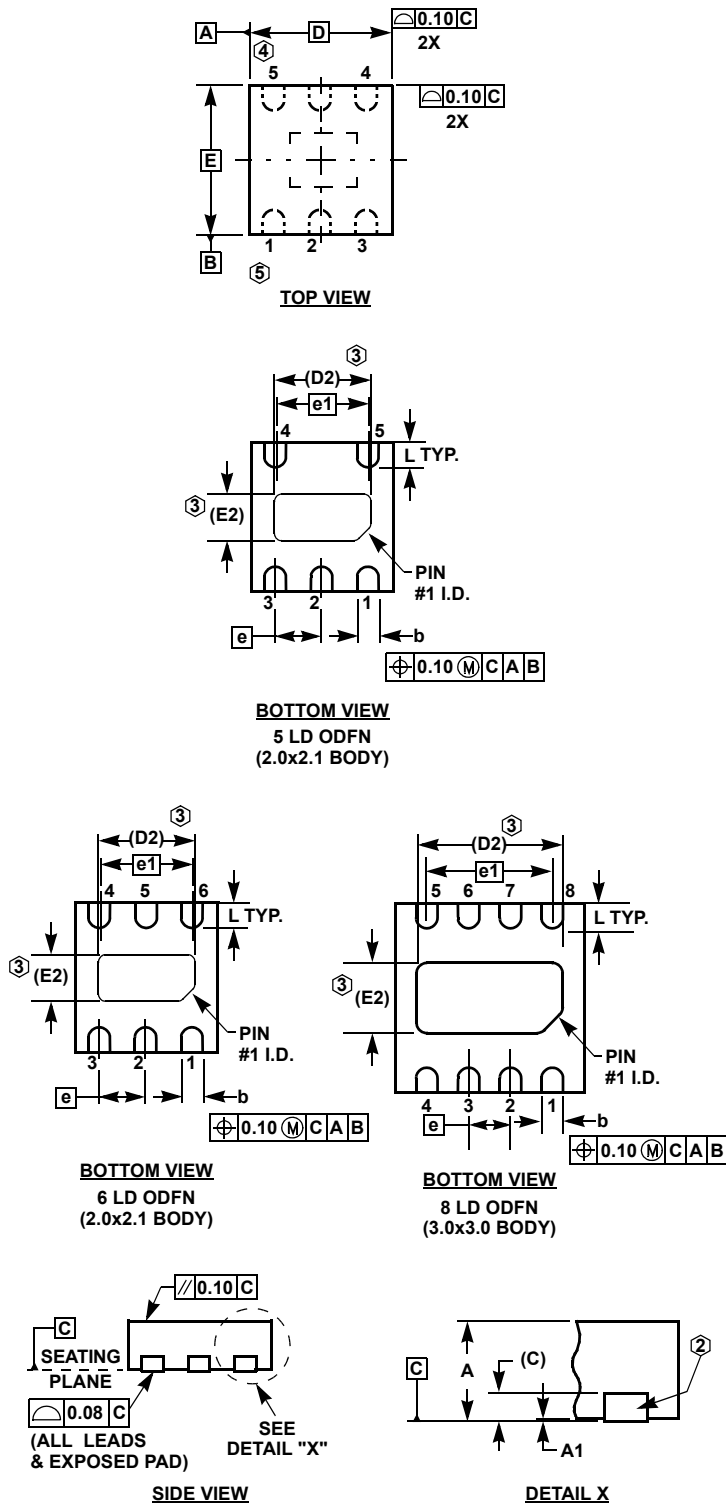 A
D
⌓ 0.10 C
2X
4
5 4
⌓ 0.10 C
2X
E
B
1 2 3
5
TOP VIEW
3
(D2)
e1
4 5
L TYP.
3
(E2)
PIN
#1 I.D.
3 2 1
e
b
⌖ 0.10 Ⓜ C A B
BOTTOM VIEW
5 LD ODFN
(2.0x2.1 BODY)
3
(D2)
e1
4 5 6
L TYP.
3
(E2)
PIN
#1 I.D.
3 2 1
e
b
⌖ 0.10 Ⓜ C A B
BOTTOM VIEW
6 LD ODFN
(2.0x2.1 BODY)
3
(D2)
e1
5 6 7 8
L TYP.
3
(E2)
PIN
#1 I.D.
4 3 2 1
e
b
⌖ 0.10 Ⓜ C A B
BOTTOM VIEW
8 LD ODFN
(3.0x3.0 BODY)
// 0.10 C
C
SEATING
PLANE
⌓ 0.08 C
(ALL LEADS
& EXPOSED PAD)
SEE
DETAIL "X"
SIDE VIEW
C
A
(C)
2
A1
DETAIL X